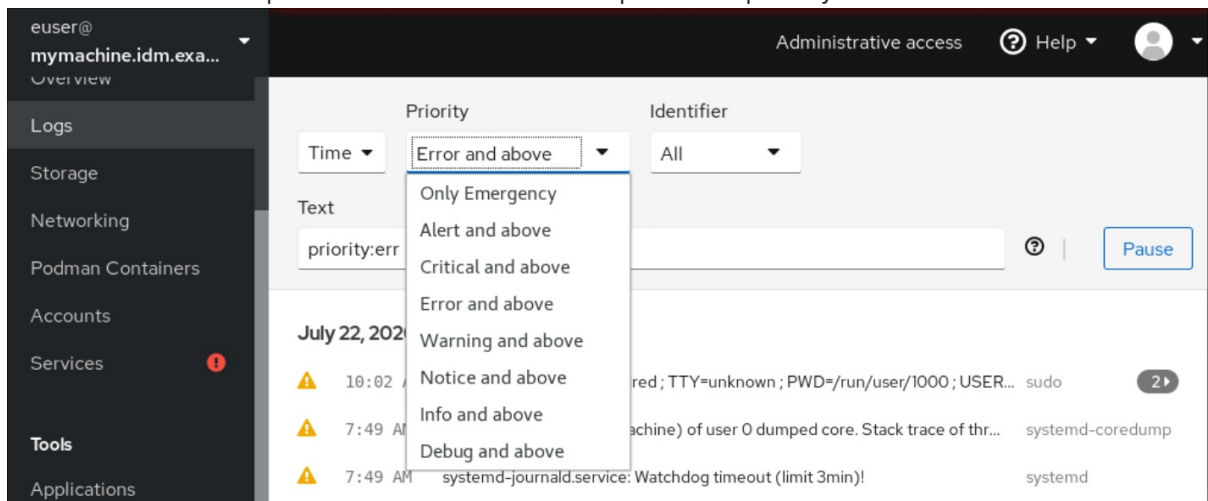 euser@
mymachine.idm.exa...
Administrative access
Help
Overview
Logs
Storage
Networking
Podman Containers
Accounts
Services
Tools
Applications
Priority
Identifier
Time
Error and above
All
Only Emergency
Alert and above
Critical and above
Error and above
Warning and above
Notice and above
Info and above
Debug and above
Text
priority:err
Pause
July 22, 202
10:02 red ; TTY=unknown ; PWD=/run/user/1000 ; USER... sudo 2
7:49 achine) of user 0 dumped core. Stack trace of thr... systemd-coredump
7:49 AM systemd-journald.service: Watchdog timeout (limit 3min)! systemd